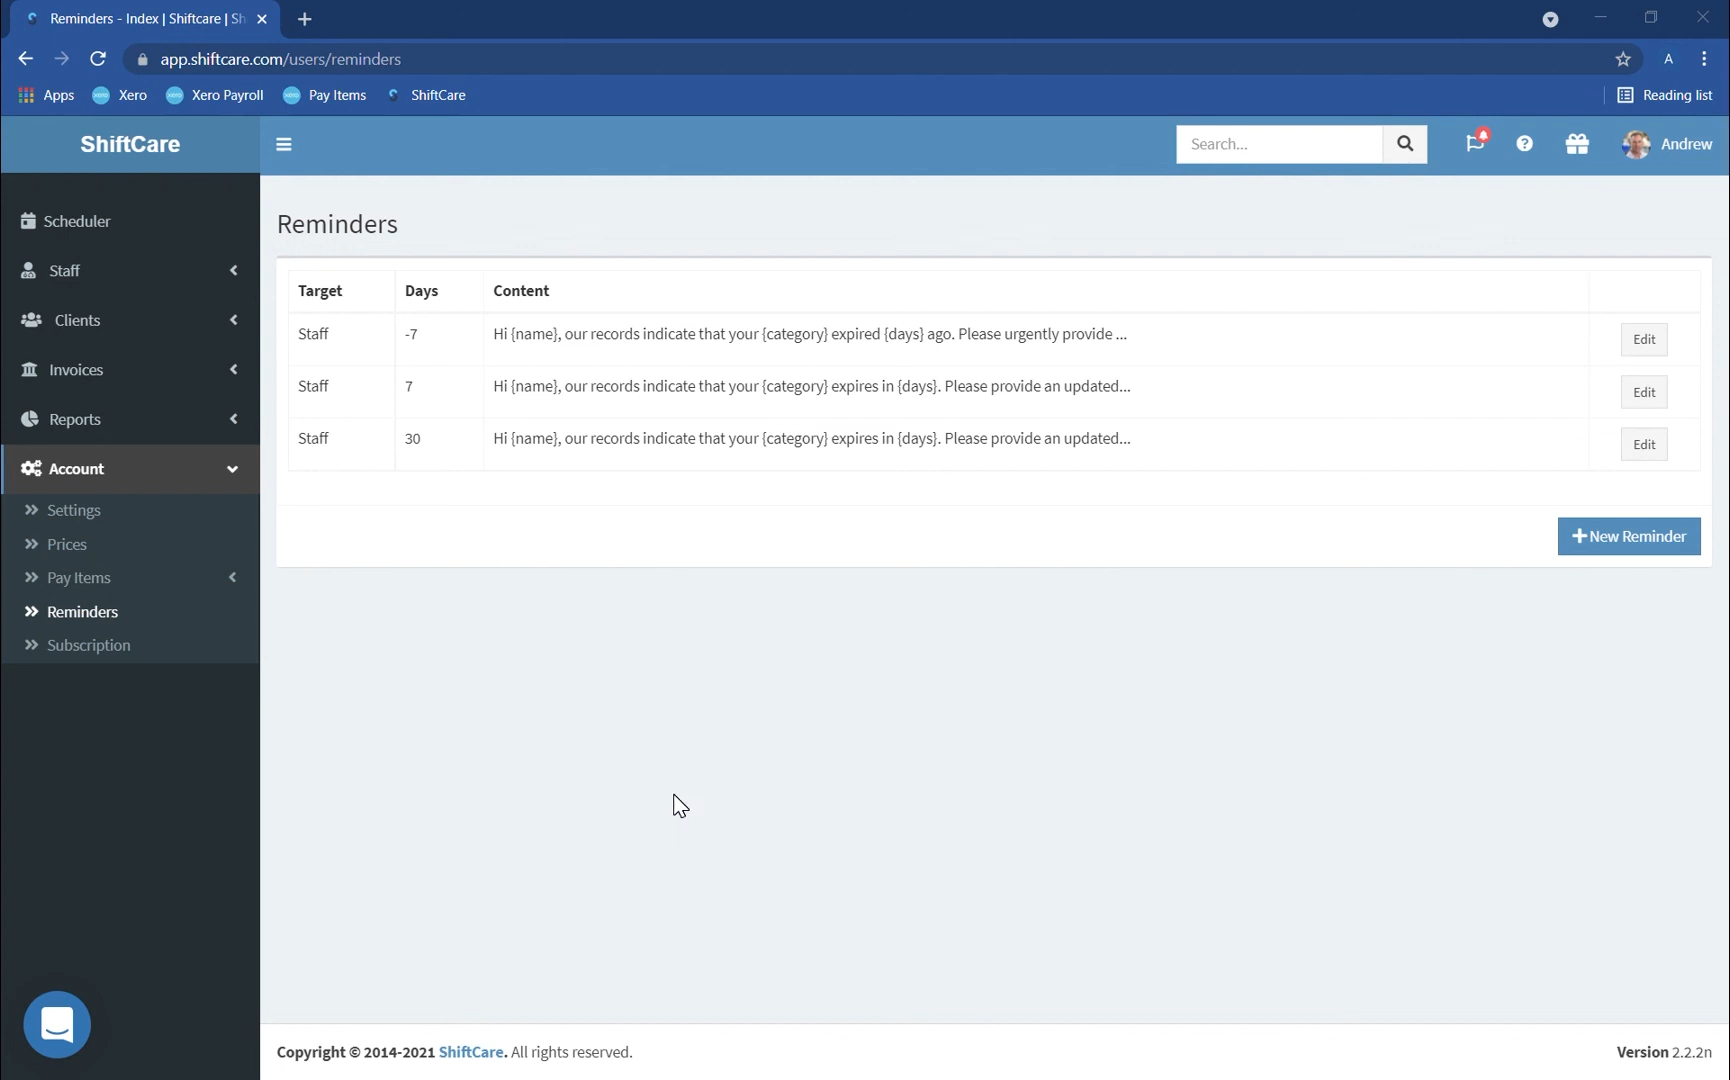 Reminders - Index | Shiftcare | Sh
app.shiftcare.com/users/reminders
A
Apps
Xero
Xero Payroll
Pay Items
ShiftCare
Reading list
ShiftCare
Search...
Andrew
Scheduler
Staff
Clients
Invoices
Reports
Account
Settings
Prices
Pay Items
Reminders
Subscription
Reminders
Target Days Content
Staff -7 Hi {name}, our records indicate that your {category} expired {days} ago. Please urgently provide ... Edit
Staff 7 Hi {name}, our records indicate that your {category} expires in {days}. Please provide an updated... Edit
Staff 30 Hi {name}, our records indicate that your {category} expires in {days}. Please provide an updated... Edit
New Reminder
Copyright © 2014-2021 ShiftCare. All rights reserved.
Version 2.2.2n